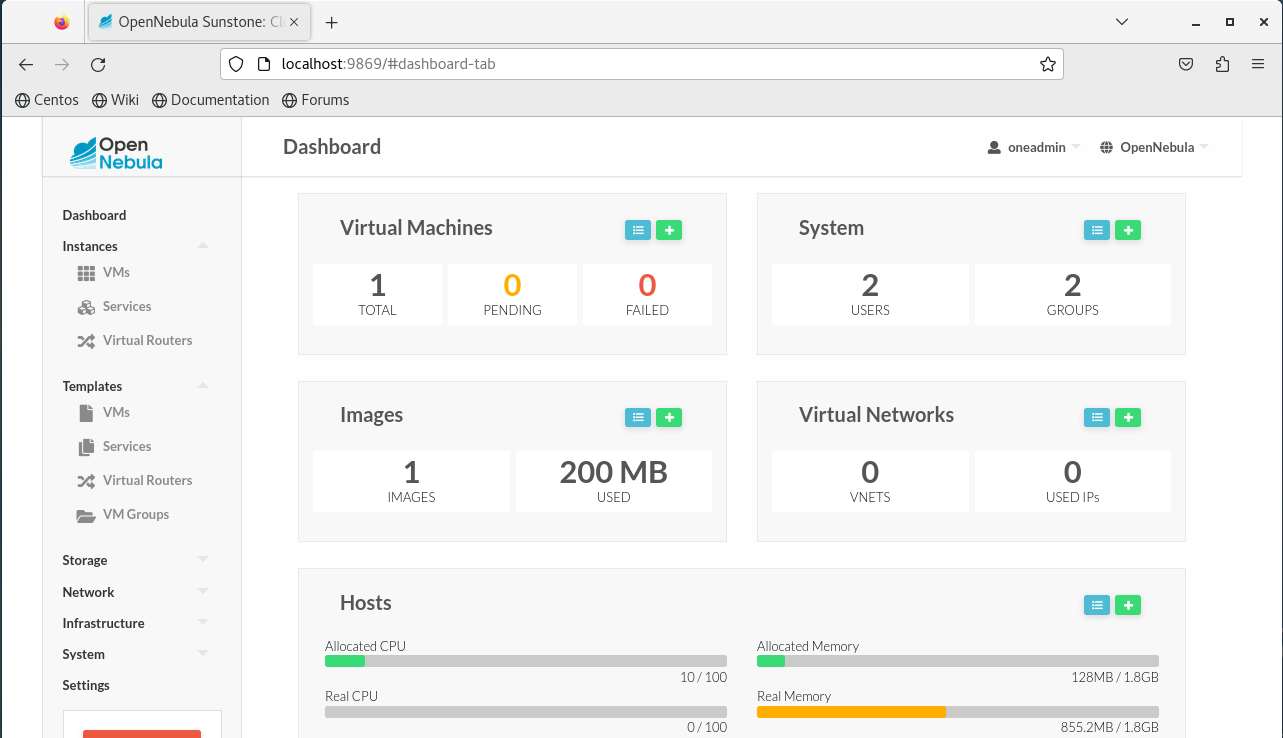 OpenNebula Sunstone: Cl
localhost:9869/#dashboard-tab
Centos Wiki Documentation Forums
Open
Nebula
Dashboard
oneadmin
OpenNebula
Dashboard
Instances
VMs
Services
Virtual Routers
Templates
VMs
Services
Virtual Routers
VM Groups
Storage
Network
Infrastructure
System
Settings
Virtual Machines
1 0 0
TOTAL PENDING FAILED
System
2 2
USERS GROUPS
Images
1 200 MB
IMAGES USED
Virtual Networks
0 0
VNETS USED IPs
Hosts
Allocated CPU
10 / 100
Real CPU
0 / 100
Allocated Memory
128MB / 1.8GB
Real Memory
855.2MB / 1.8GB